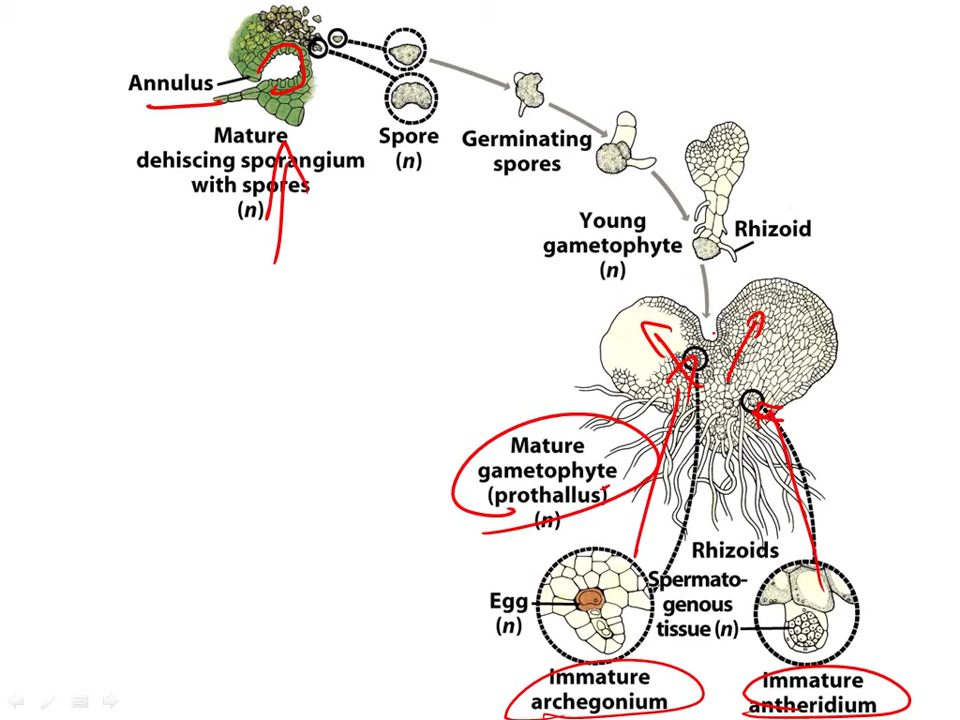 Annulus
Mature
dehiscing sporangium
with spores
(n)
Spore
(n)
Germinating
spores
Young
gametophyte
(n)
Rhizoid
Mature
gametophyte
(prothallus)
(n)
Rhizoids
Egg
(n)
Spermato-
genous
tissue (n)
Immature
archegonium
Immature
antheridium